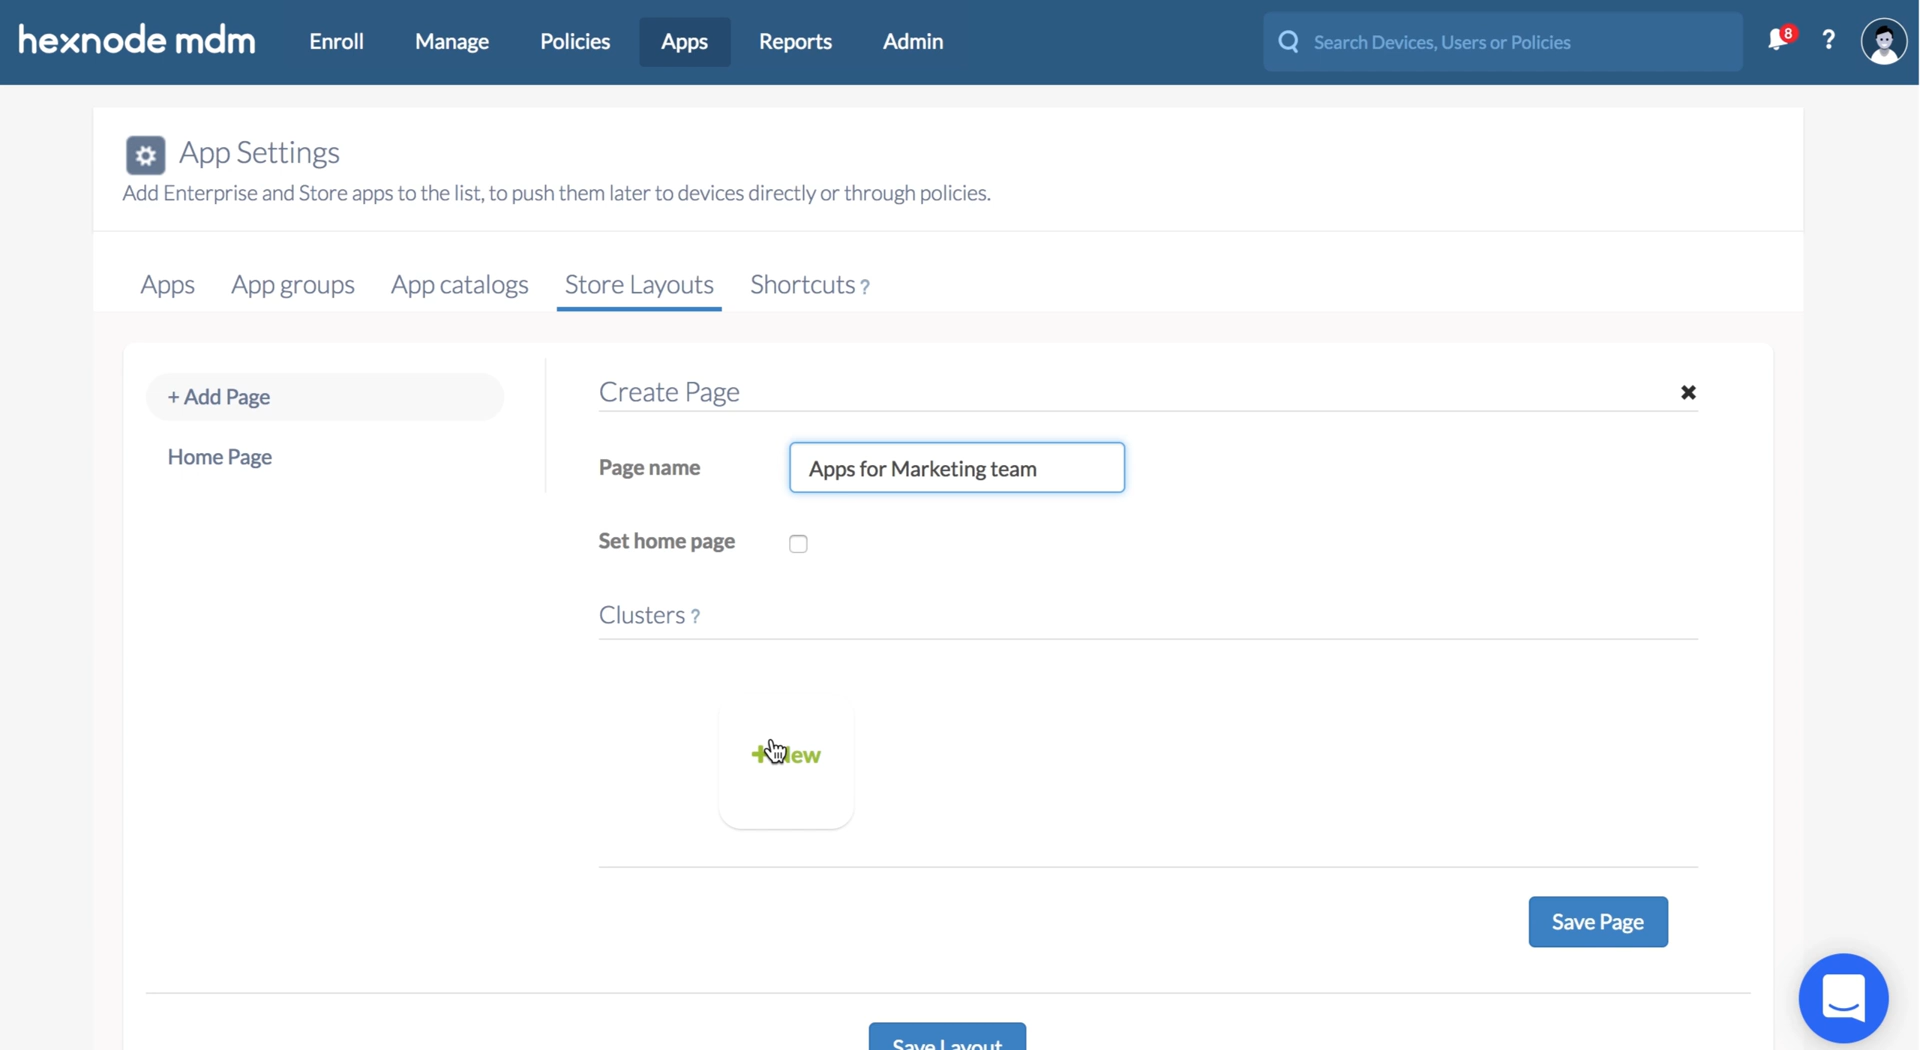 hexnode mdm Enroll Manage Policies Apps Reports Admin Search Devices, Users or Policies 8 ?
App Settings
Add Enterprise and Store apps to the list, to push them later to devices directly or through policies.
Apps App groups App catalogs Store Layouts Shortcuts ?
+ Add Page
Home Page
Create Page
Page name Apps for Marketing team
Set home page
Clusters ?
Save Page
Save Layout